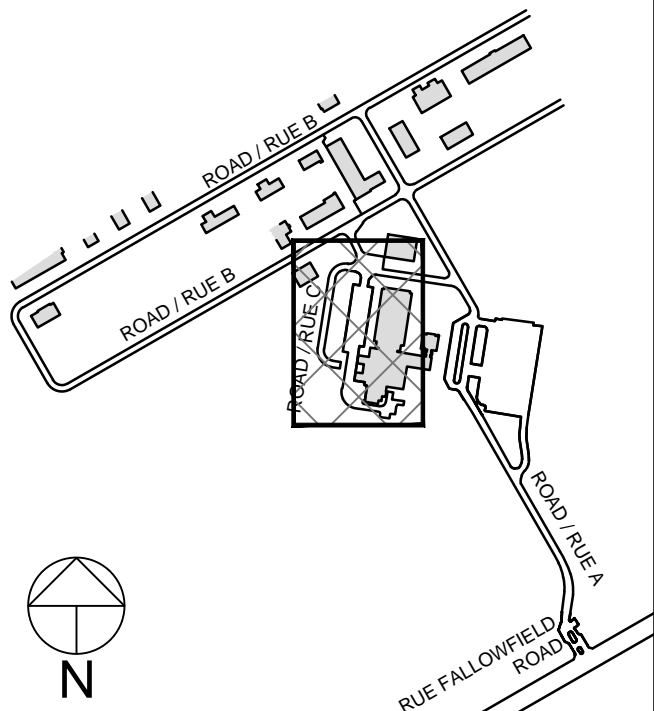 ROAD / RUE B
ROAD / RUE B
ROAD / RUE C
ROAD / RUE A
RUE FALLOWFIELD
ROAD
N